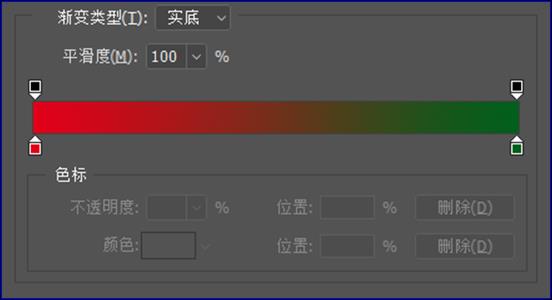 渐变类型(T): 实底
平滑度(M): 100 %
色标
不透明度: % 位置: % 删除(D)
颜色: 位置: % 删除(D)